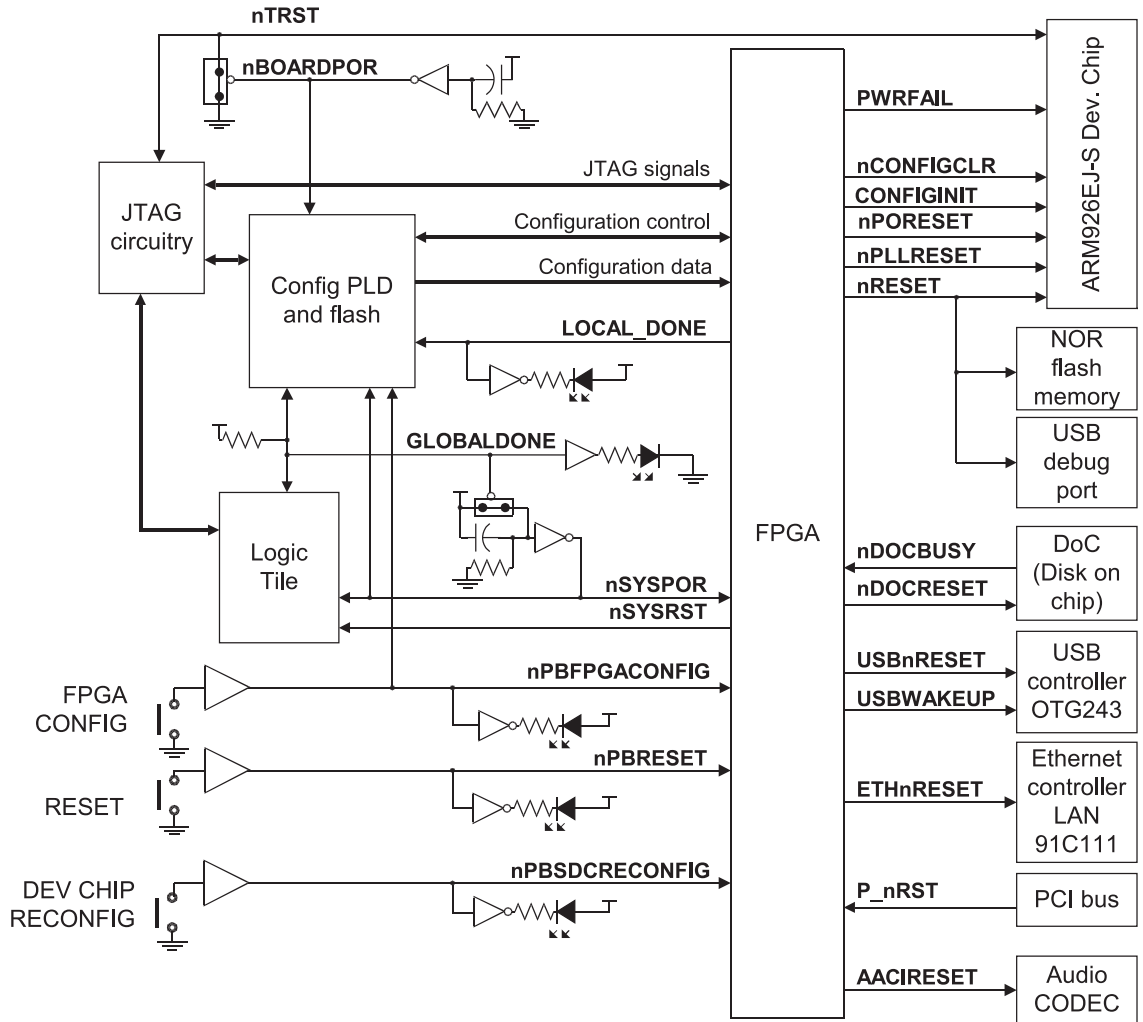 nTRST
nBOARDPOR
PWRFAIL
ARM926EJ-S Dev. Chip
JTAG
circuitry
JTAG signals
nCONFIGCLR
CONFIGINIT
nPORESET
nPLLRESET
nRESET
Configuration control
Configuration data
Config PLD
and flash
LOCAL_DONE
NOR
flash
memory
USB
debug
port
GLOBALDONE
FPGA
Logic
Tile
nSYSPOR
nSYSRST
nDOCBUSY
nDOCRESET
DoC
(Disk on
chip)
FPGA
CONFIG
nPBFPGACONFIG
USBnRESET
USBWAKEUP
USB
controller
OTG243
RESET
nPBRESET
ETHnRESET
Ethernet
controller
LAN
91C111
DEV CHIP
RECONFIG
nPBSDCRECONFIG
P_nRST
PCI bus
AACIRESET
Audio
CODEC